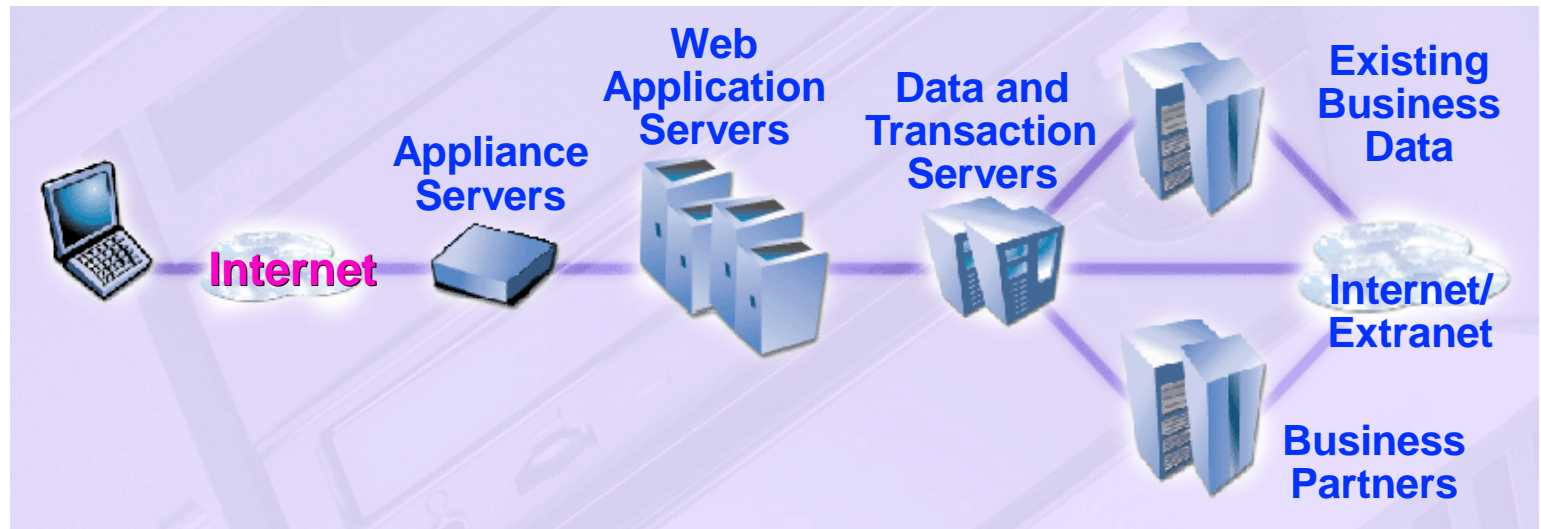 Internet
Appliance
Servers
Web
Application
Servers
Data and
Transaction
Servers
Existing
Business
Data
Internet/
Extranet
Business
Partners